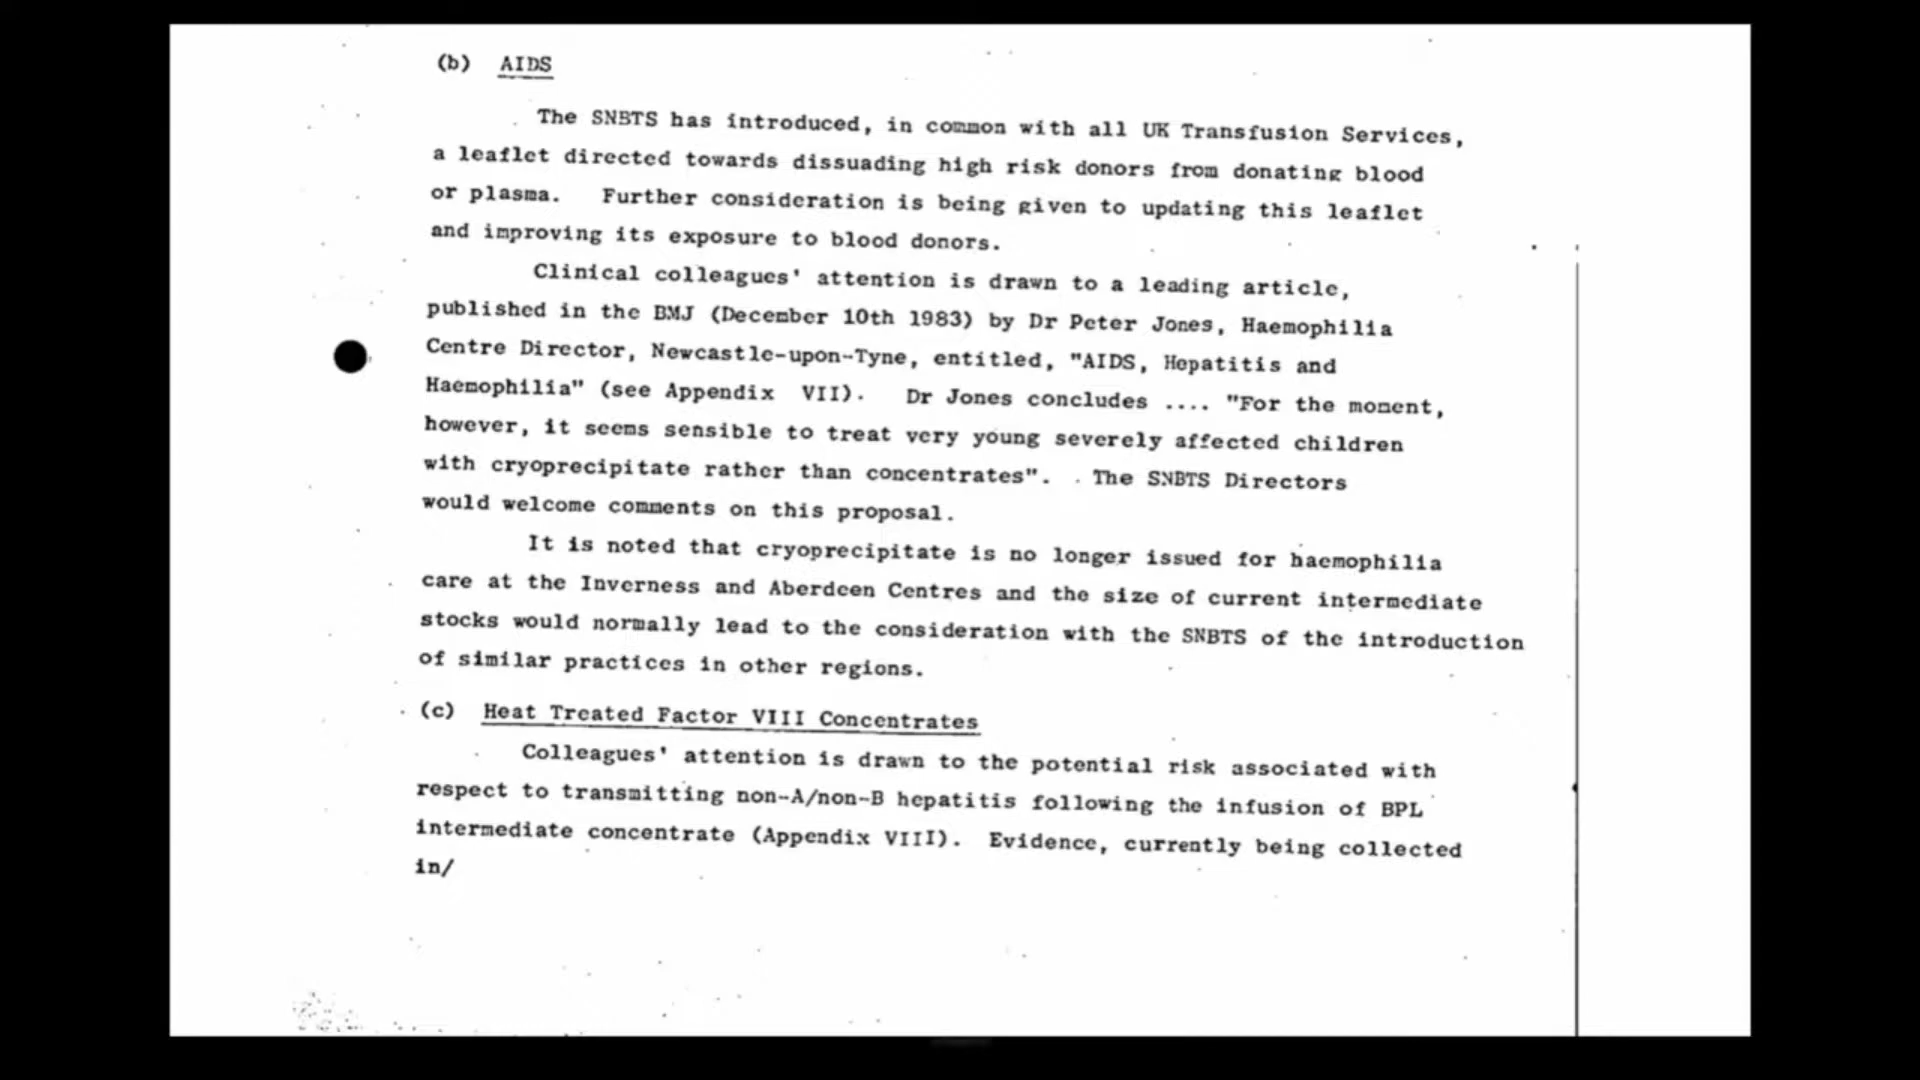 (b) AIDS
The SNBTS has introduced, in common with all UK Transfusion Services,
a leaflet directed towards dissuading high risk donors from donating blood
or plasma. Further consideration is being given to updating this leaflet
and improving its exposure to blood donors.
Clinical colleagues' attention is drawn to a leading article,
published in the BMJ (December 10th 1983) by Dr Peter Jones, Haemophilia
Centre Director, Newcastle-upon-Tyne, entitled, "AIDS, Hepatitis and
Haemophilia" (see Appendix VII). Dr Jones concludes .... "For the moment,
however, it seems sensible to treat very young severely affected children
with cryoprecipitate rather than concentrates". The SNBTS Directors
would welcome comments on this proposal.
It is noted that cryoprecipitate is no longer issued for haemophilia
care at the Inverness and Aberdeen Centres and the size of current intermediate
stocks would normally lead to the consideration with the SNBTS of the introduction
of similar practices in other regions.
(c) Heat Treated Factor VIII Concentrates
Colleagues' attention is drawn to the potential risk associated with
respect to transmitting non-A/non-B hepatitis following the infusion of BPL
intermediate concentrate (Appendix VIII). Evidence, currently being collected
in/